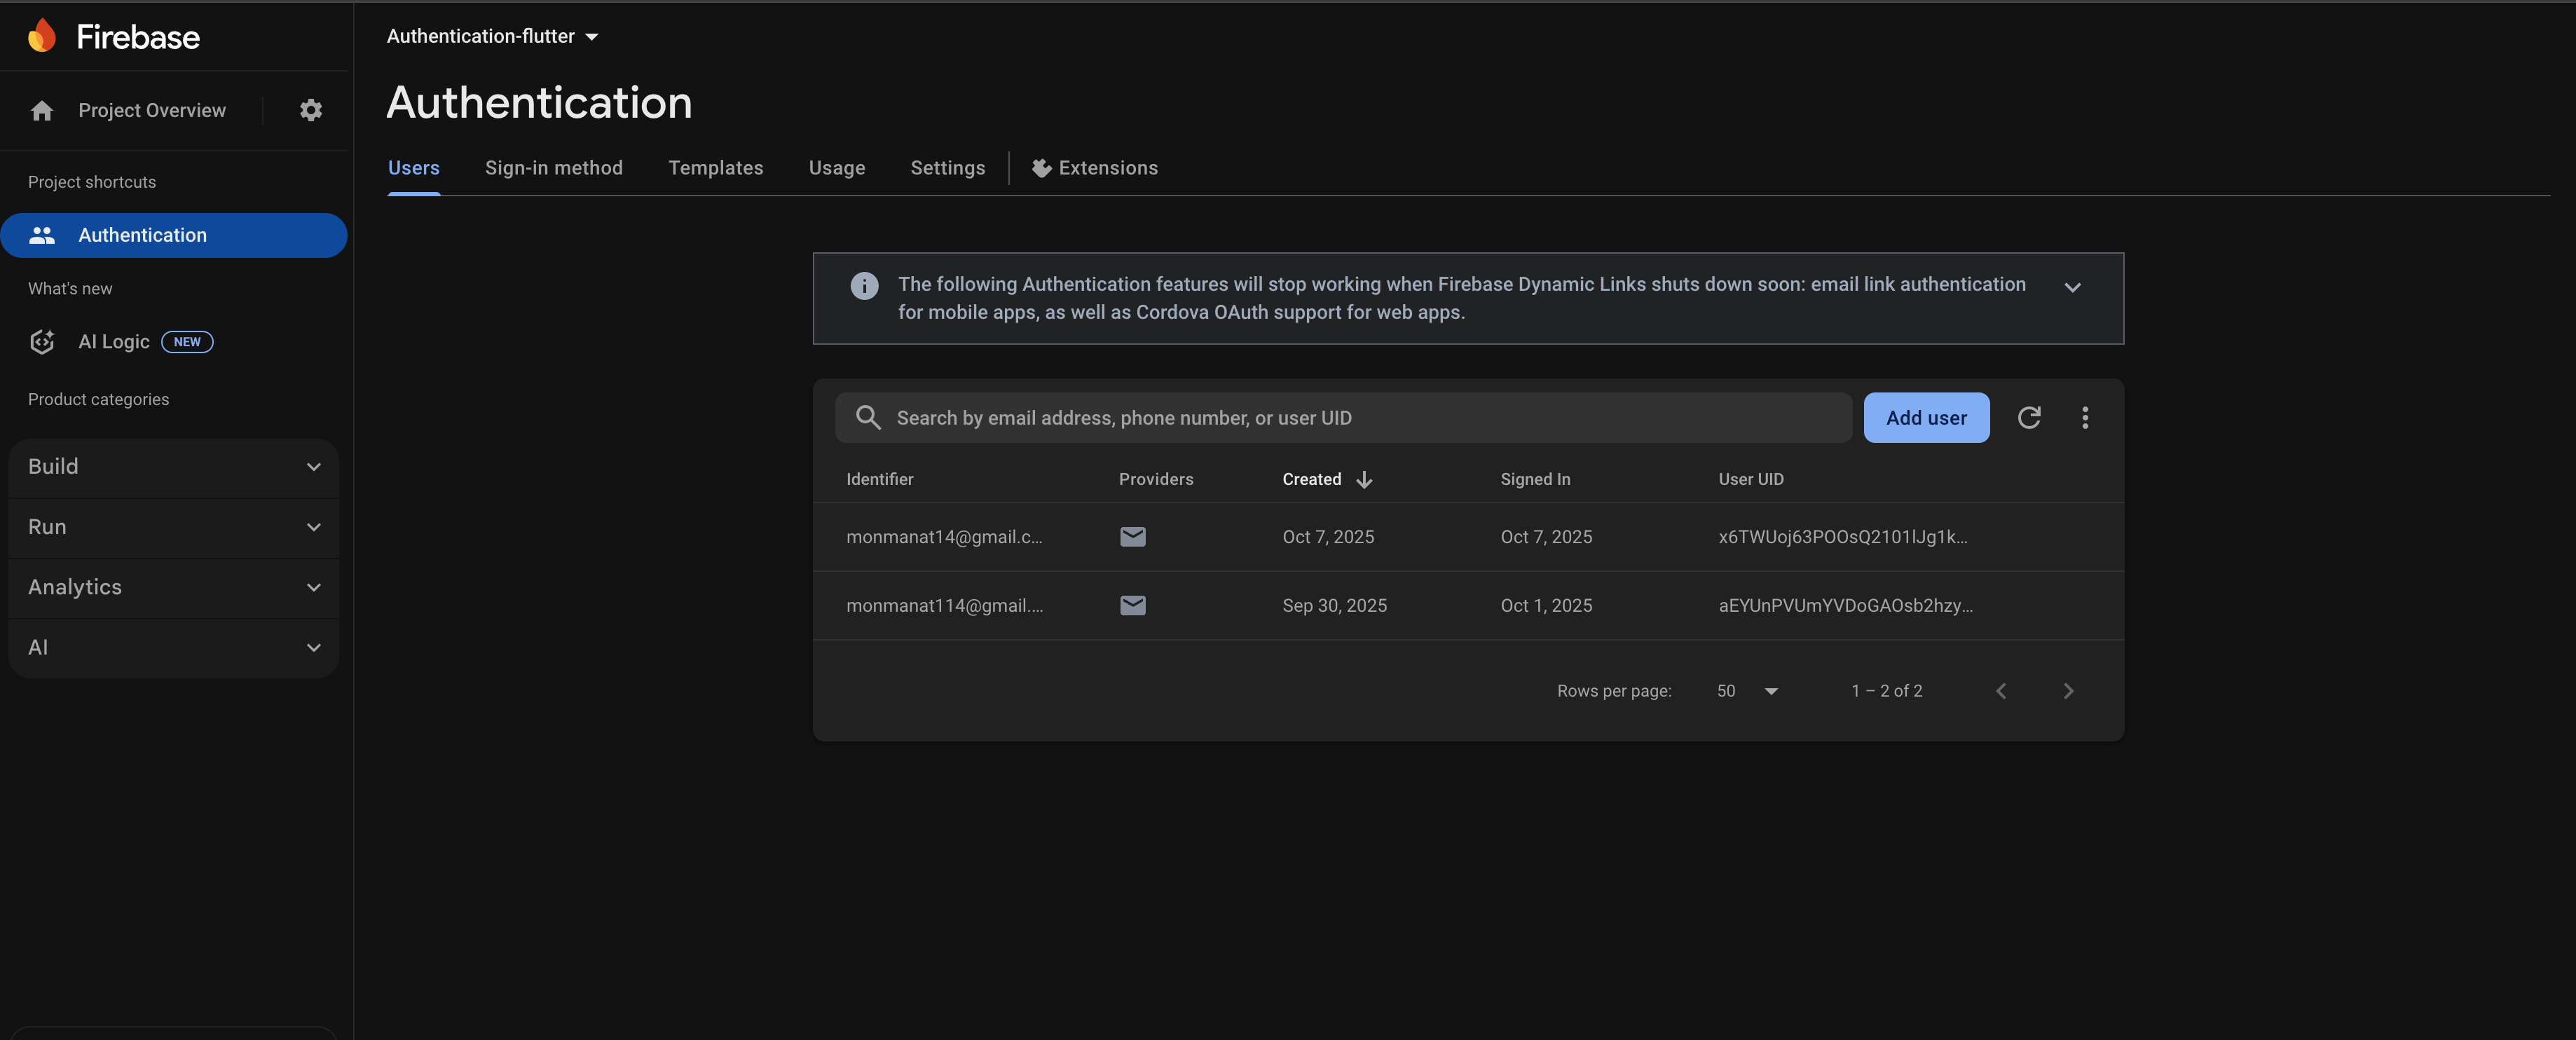 Firebase
Authentication-flutter
Project Overview
Authentication
Users Sign-in method Templates Usage Settings Extensions
Project shortcuts
Authentication
What's new
AI Logic NEW
Product categories
Build
Run
Analytics
AI
The following Authentication features will stop working when Firebase Dynamic Links shuts down soon: email link authentication
for mobile apps, as well as Cordova OAuth support for web apps.
Search by email address, phone number, or user UID Add user
Identifier Providers Created Signed In User UID
monmanat14@gmail.c... Oct 7, 2025 Oct 7, 2025 x6TWUoj63POOsQ2101lJg1k...
monmanat114@gmail.... Sep 30, 2025 Oct 1, 2025 aEYUnPVUmYVDoGAOsb2hzy...
Rows per page: 50 1 – 2 of 2